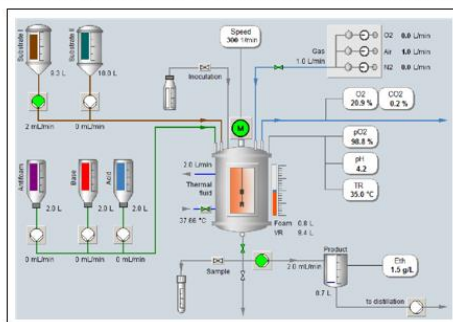 Substrate I
Substrate II
Speed
300 1/min
Gas
1.0 L/min
O2 0.0 L/min
Air 1.0 L/min
N2 0.0 L/min
Inoculation
10.0 L
2 mL/min
0 mL/min
O2
20.9 %
CO2
0.2 %
pO2
98.8 %
pH
4.2
TR
35.0 °C
Antifoam
Base
Acid
2.0 L
2.0 L
2.0 L
2.0 L/min
Thermal
fluid
37.66 °C
Foam 0.8 L
VR 8.4 L
0 mL/min
0 mL/min
0 mL/min
Sample
2.0 mL/min
Product
0.7 L
Eth
1.5 g/L
to distillation
M